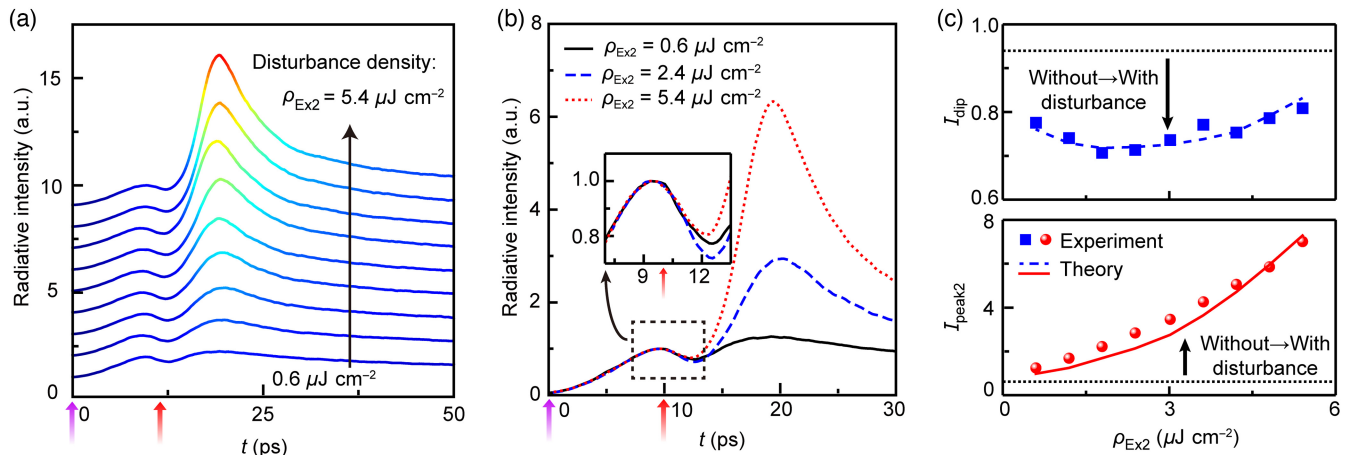 (a)
Radiative intensity (a.u.)
15
10
5
0
Disturbance density:
ρEx2 = 5.4 μJ cm⁻²
0.6 μJ cm⁻²
0
25
50
t (ps)
(b)
Radiative intensity (a.u.)
8
6
4
2
0
ρEx2 = 0.6 μJ cm⁻²
ρEx2 = 2.4 μJ cm⁻²
ρEx2 = 5.4 μJ cm⁻²
1.0
0.8
9
12
0
10
20
30
t (ps)
(c)
Idip
0.8
0.6
Without→With
disturbance
Ipeak2
8
4
0
Experiment
Theory
Without→With
disturbance
0
3
6
ρEx2 (μJ cm⁻²)